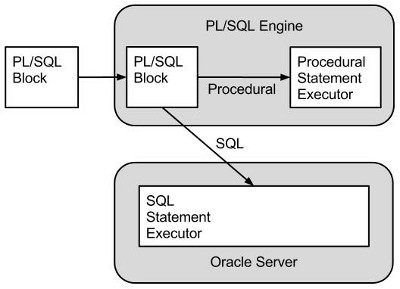 PL/SQL Engine
PL/SQL
Block
PL/SQL
Block
Procedural
Procedural
Statement
Executor
SQL
SQL
Statement
Executor
Oracle Server